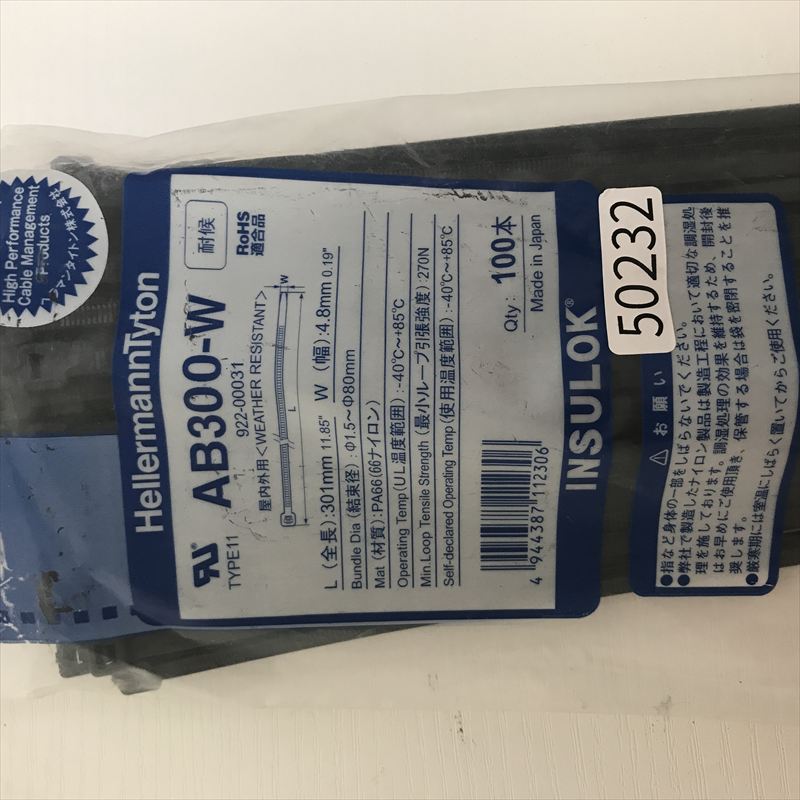 High Performance
Cable Management
Products
マンタイトン株式会社
HellermannTyton
AB300-W
耐候
RoHS
適合品
TYPE11
922-00031
屋内外用<WEATHER RESISTANT>
W
L
L (全長):301mm 11.85" W (幅):4.8mm 0.19"
Bundle Dia (結束径): Φ1.5~Φ80mm
Mat (材質):PA66(66ナイロン)
Operating Temp (UL温度範囲):-40℃~+85℃
Min.Loop Tensile Strength (最小ループ引張強度):270N
Self-declared Operating Temp(使用温度範囲):-40℃~+85℃
4 944387 112306
Qty: 100本
Made in Japan
INSULOK®
50232
お願い
●指など身体の一部をしばらないでください。
●弊社で製造したナイロン製品は製造工程において適切な調湿処
理を施しております。調湿処理の効果を維持するため、開封後
はお早めにご使用頂き、保管する場合は袋を密閉することを推
奨します。
●厳寒期には室温にしばらく置いてからご使用ください。